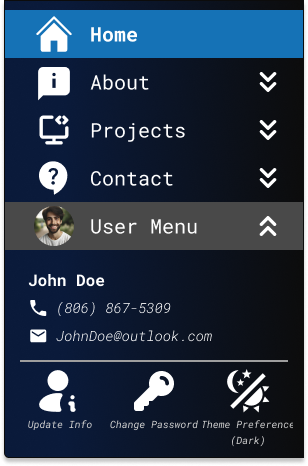 Home
About
Projects
Contact
User Menu
John Doe
(806) 867-5309
JohnDoe@outlook.com
Update Info
Change Password
Theme Preference
(Dark)